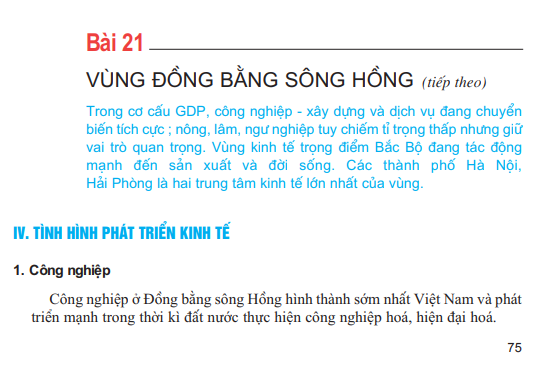 Bài 21
VÙNG ĐỒNG BẰNG SÔNG HỒNG (tiếp theo)
Trong cơ cấu GDP, công nghiệp - xây dựng và dịch vụ đang chuyển
biến tích cực ; nông, lâm, ngư nghiệp tuy chiếm tỉ trọng thấp nhưng giữ
vai trò quan trọng. Vùng kinh tế trọng điểm Bắc Bộ đang tác động
mạnh đến sản xuất và đời sống. Các thành phố Hà Nội,
Hải Phòng là hai trung tâm kinh tế lớn nhất của vùng.
IV. TÌNH HÌNH PHÁT TRIỂN KINH TẾ
1. Công nghiệp
Công nghiệp ở Đồng bằng sông Hồng hình thành sớm nhất Việt Nam và phát
triển mạnh trong thời kì đất nước thực hiện công nghiệp hoá, hiện đại hoá.
75